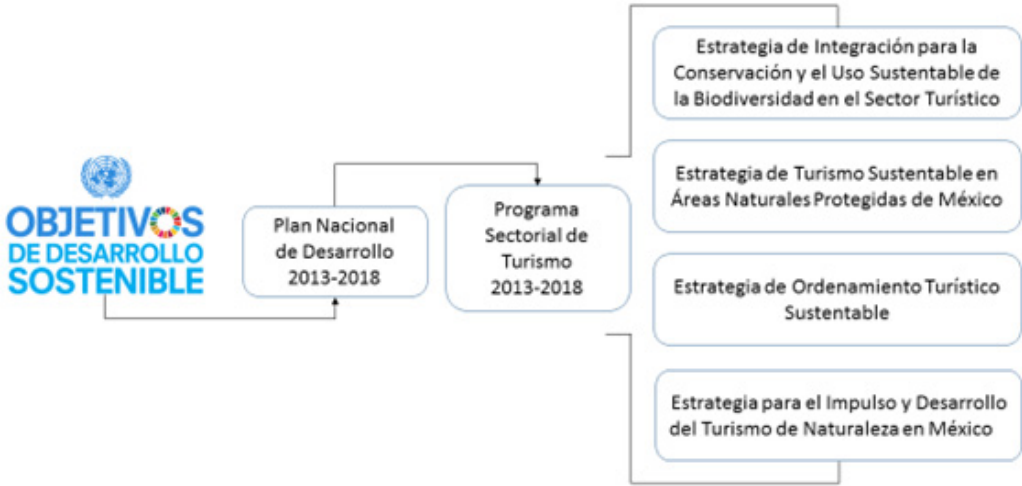 OBJETIVOS
DE DESARROLLO
SOSTENIBLE
Plan Nacional
de Desarrollo
2013-2018
Programa
Sectorial de
Turismo
2013-2018
Estrategia de Integración para la
Conservación y el Uso Sustentable de
la Biodiversidad en el Sector Turístico
Estrategia de Turismo Sustentable en
Áreas Naturales Protegidas de México
Estrategia de Ordenamiento Turístico
Sustentable
Estrategia para el Impulso y Desarrollo
del Turismo de Naturaleza en México